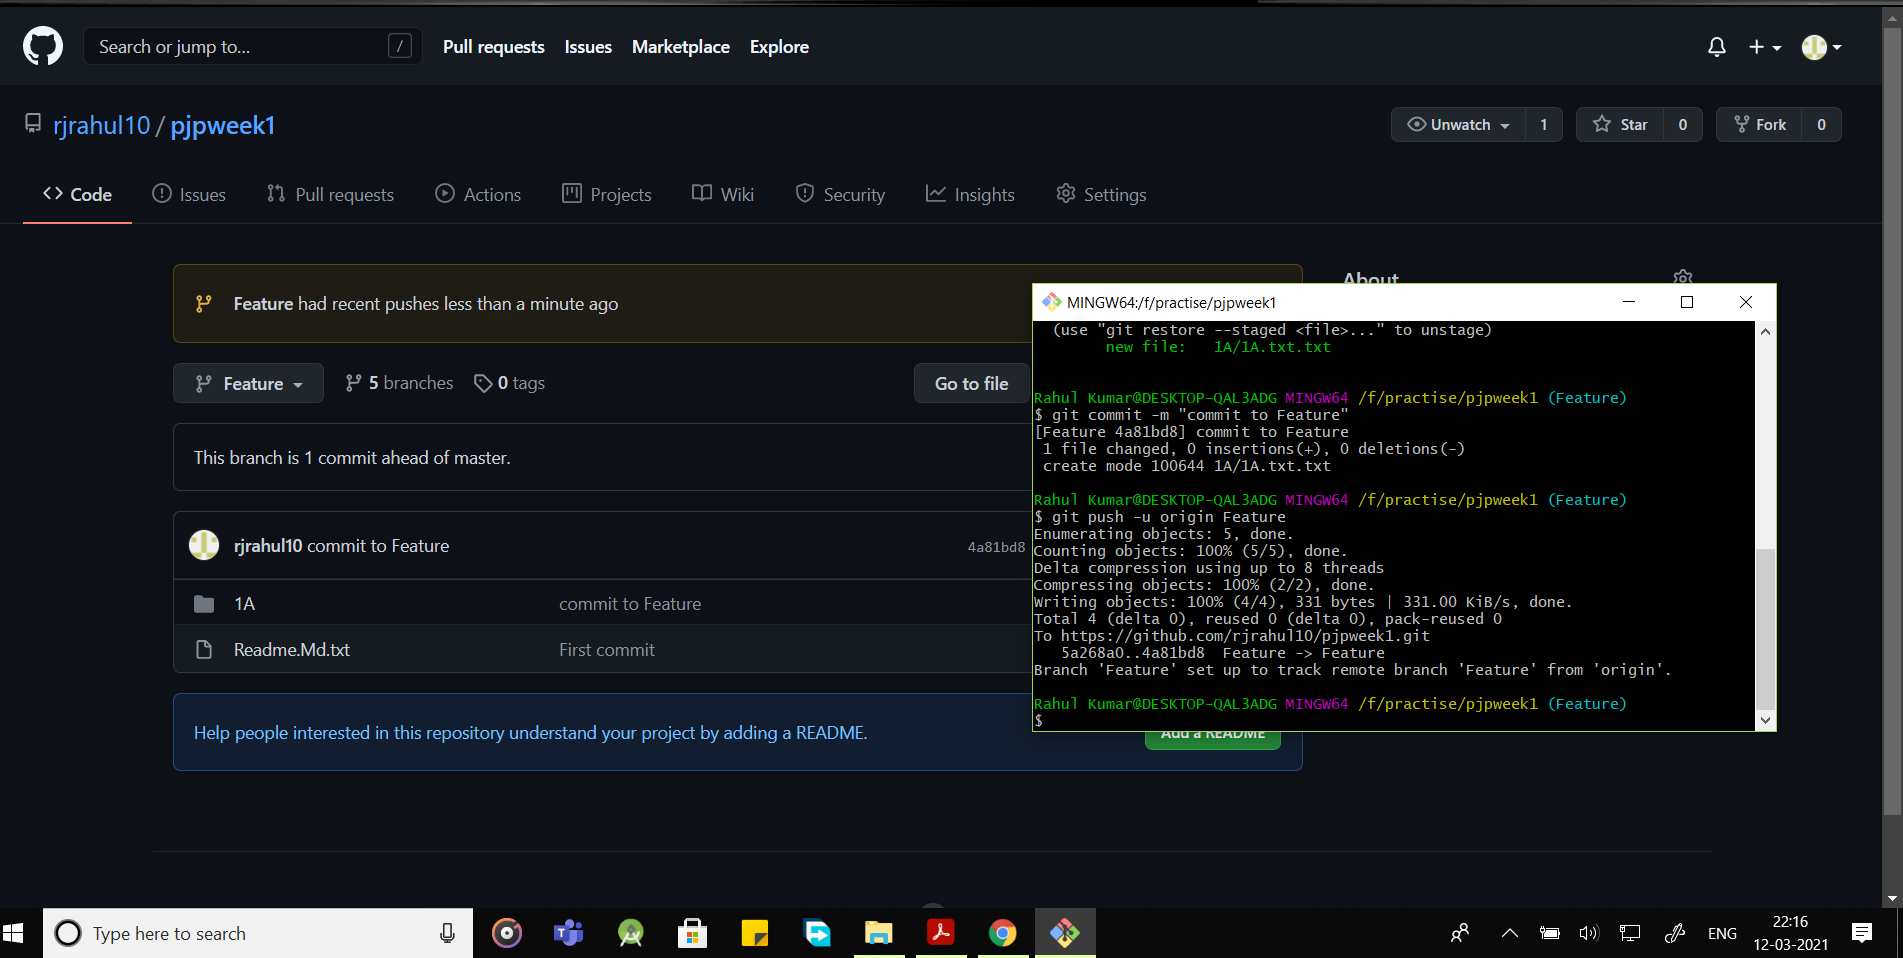 Search or jump to... /
Pull requests Issues Marketplace Explore
rjrahul10 / pjpweek1
Unwatch 1 Star 0 Fork 0
Code Issues Pull requests Actions Projects Wiki Security Insights Settings
Feature had recent pushes less than a minute ago
About
Feature 5 branches 0 tags Go to file
This branch is 1 commit ahead of master.
rjrahul10 commit to Feature 4a81bd8
1A commit to Feature
Readme.Md.txt First commit
Help people interested in this repository understand your project by adding a README.
Add a README
MINGW64:/f/practise/pjpweek1
(use "git restore --staged <file>..." to unstage)
new file: 1A/1A.txt.txt
Rahul Kumar@DESKTOP-QAL3ADG MINGW64 /f/practise/pjpweek1 (Feature)
$ git commit -m "commit to Feature"
[Feature 4a81bd8] commit to Feature
1 file changed, 0 insertions(+), 0 deletions(-)
create mode 100644 1A/1A.txt.txt
Rahul Kumar@DESKTOP-QAL3ADG MINGW64 /f/practise/pjpweek1 (Feature)
$ git push -u origin Feature
Enumerating objects: 5, done.
Counting objects: 100% (5/5), done.
Delta compression using up to 8 threads
Compressing objects: 100% (2/2), done.
Writing objects: 100% (4/4), 331 bytes | 331.00 KiB/s, done.
Total 4 (delta 0), reused 0 (delta 0), pack-reused 0
To https://github.com/rjrahul10/pjpweek1.git
5a268a0..4a81bd8 Feature -> Feature
Branch 'Feature' set up to track remote branch 'Feature' from 'origin'.
Rahul Kumar@DESKTOP-QAL3ADG MINGW64 /f/practise/pjpweek1 (Feature)
$
Type here to search
ENG
22:16
12-03-2021